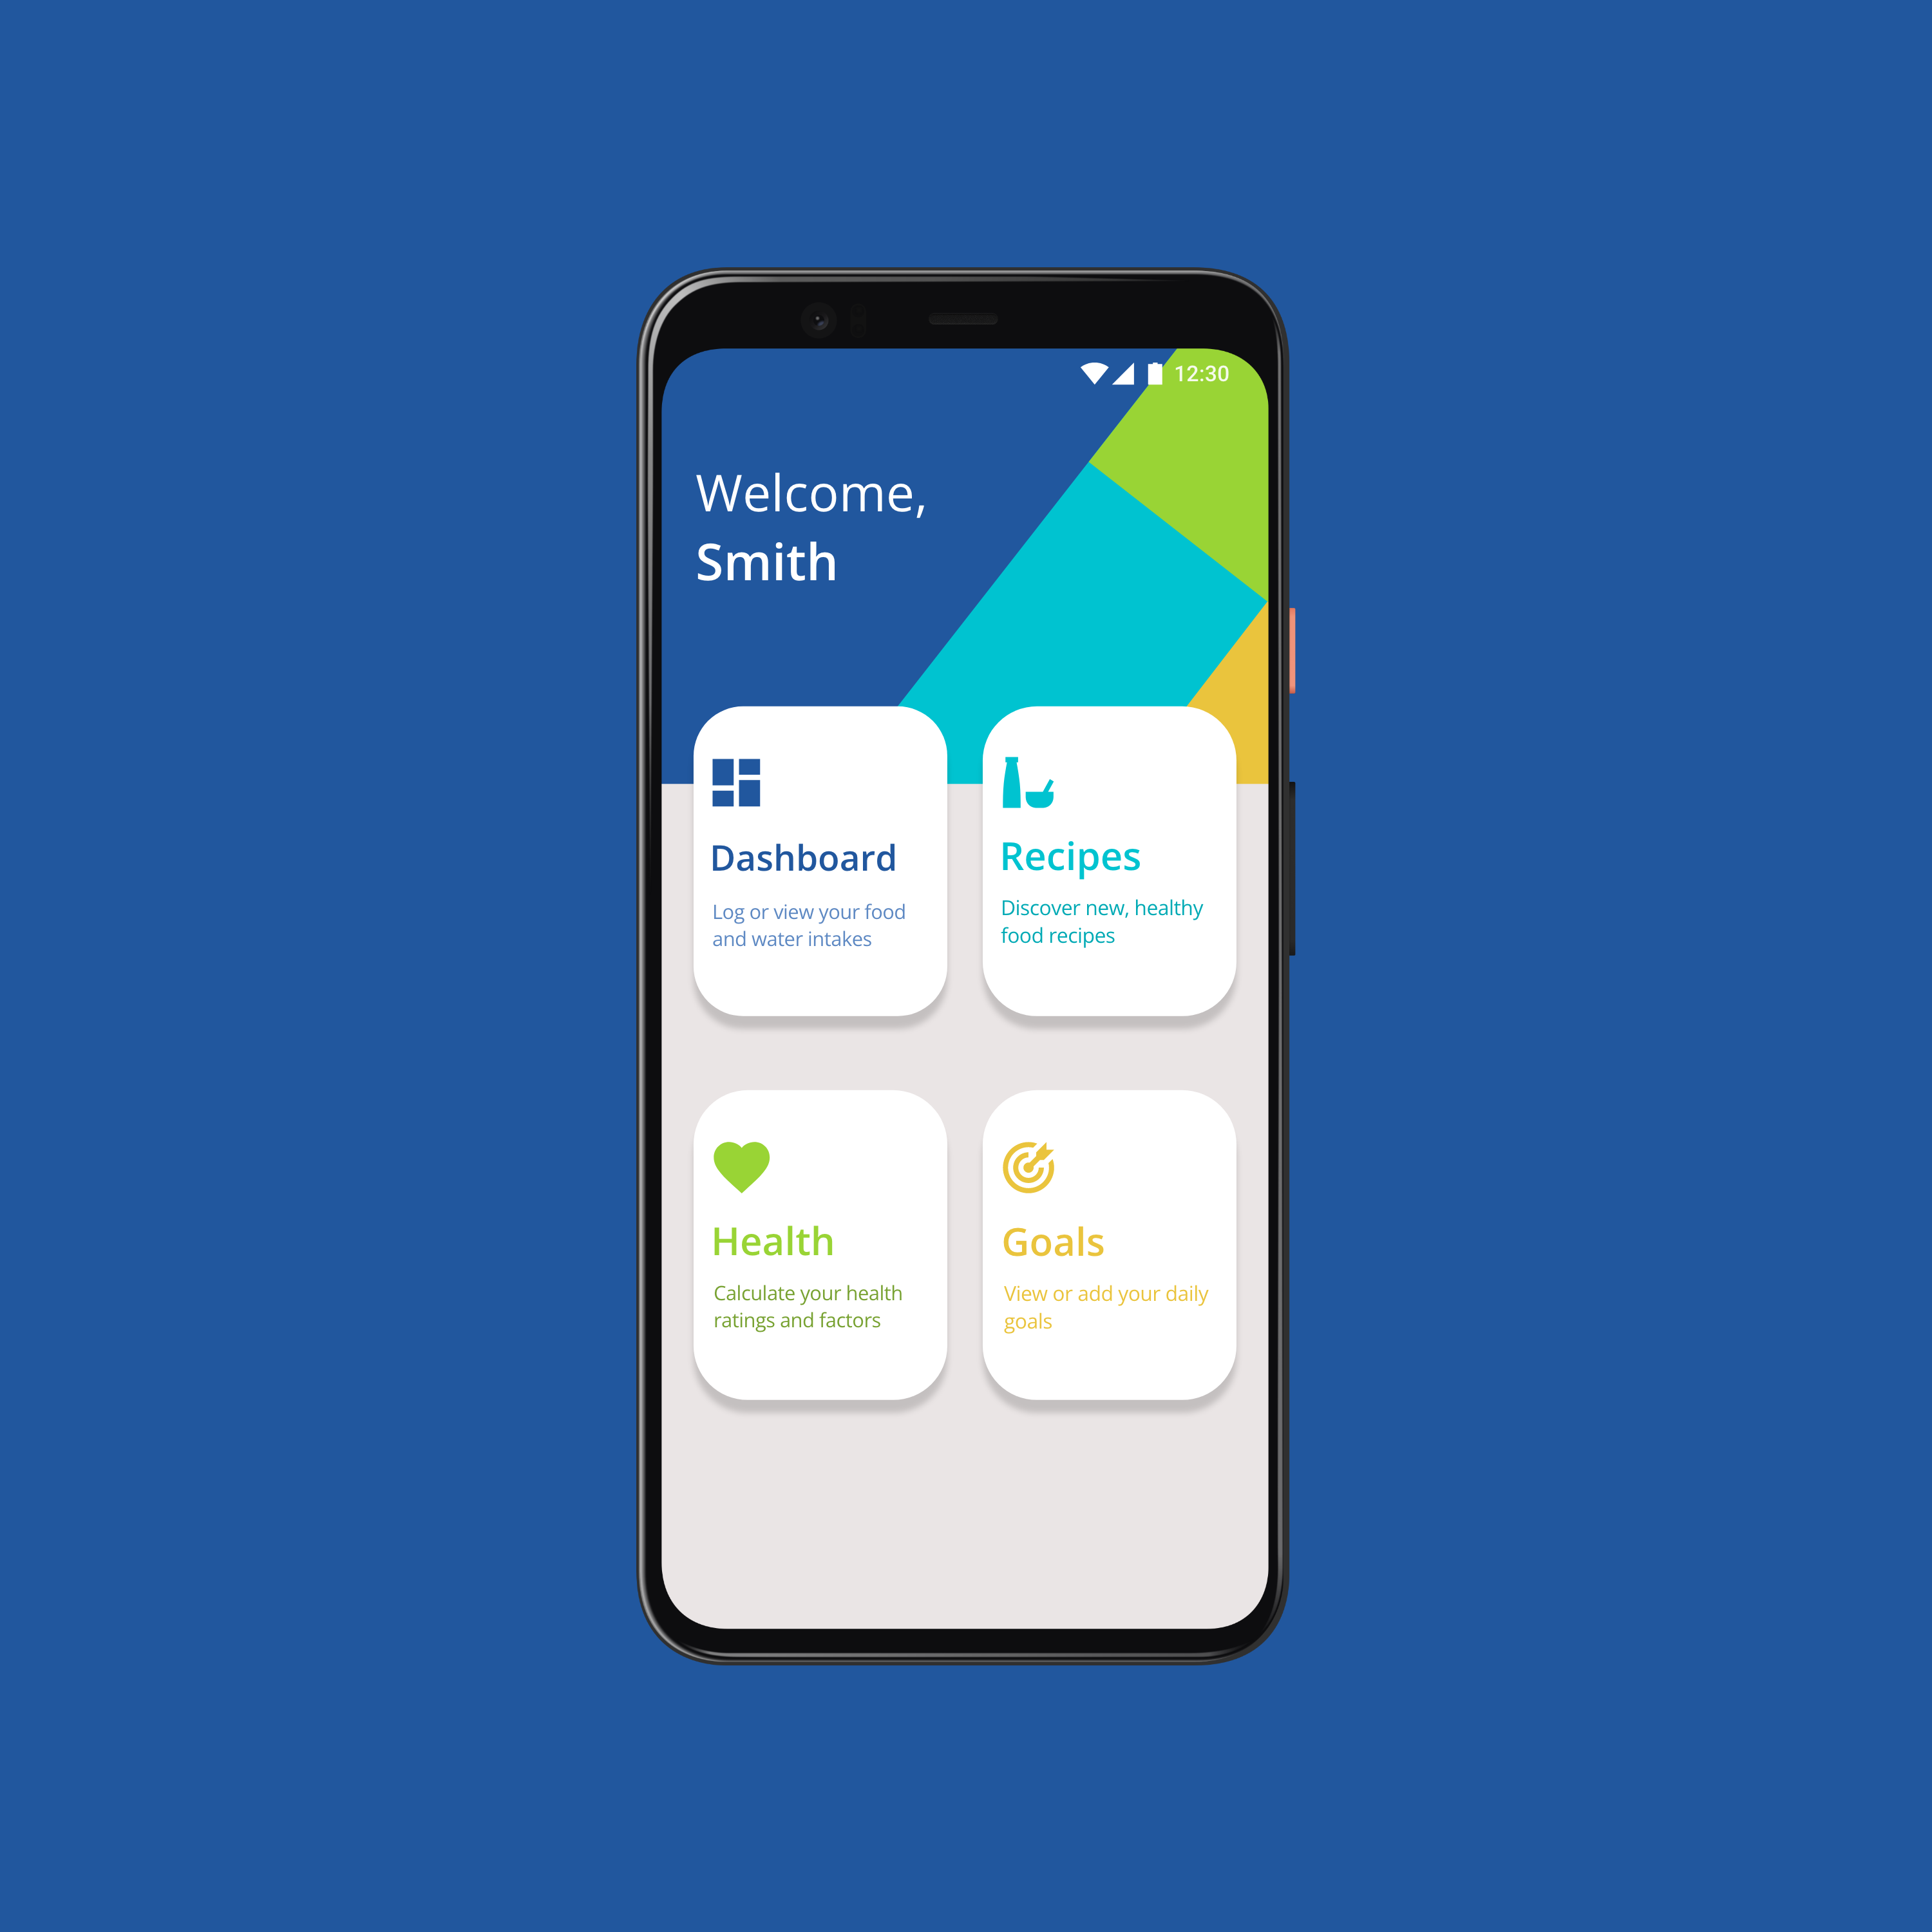 12:30
Welcome,
Smith
Dashboard
Log or view your food
and water intakes
Recipes
Discover new, healthy
food recipes
Health
Calculate your health
ratings and factors
Goals
View or add your daily
goals